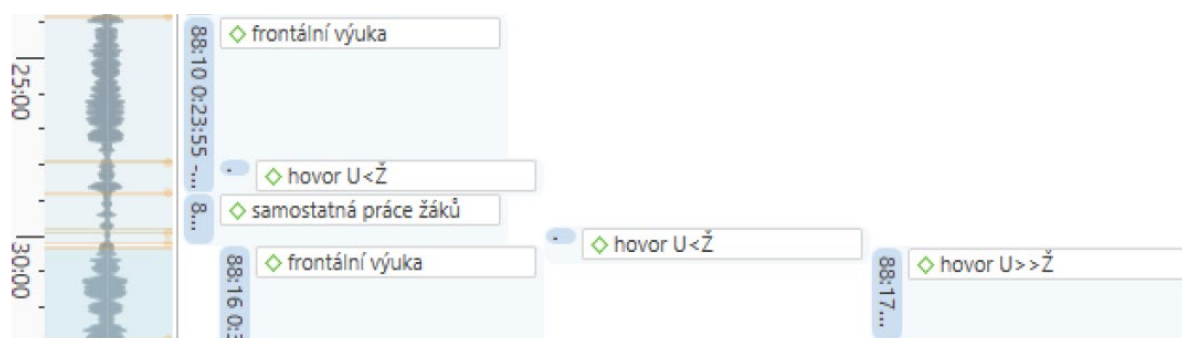 25:00
30:00
88:10 0:23:55 -...
frontální výuka
hovor U<Ž
8...
samostatná práce žáků
hovor U<Ž
88:16 0:
frontální výuka
88:17...
hovor U>>Ž